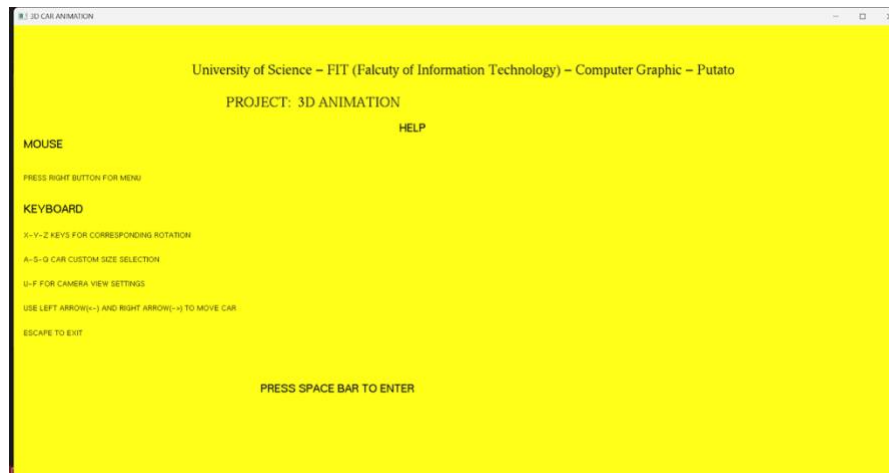 3D CAR ANIMATION
University of Science – FIT (Falcuty of Information Technology) – Computer Graphic – Putato
PROJECT: 3D ANIMATION
HELP
MOUSE
PRESS RIGHT BUTTON FOR MENU
KEYBOARD
X-Y-Z KEYS FOR CORRESPONDING ROTATION
A-S-Q CAR CUSTOM SIZE SELECTION
U-F FOR CAMERA VIEW SETTINGS
USE LEFT ARROW(<-) AND RIGHT ARROW(->) TO MOVE CAR
ESCAPE TO EXIT
PRESS SPACE BAR TO ENTER